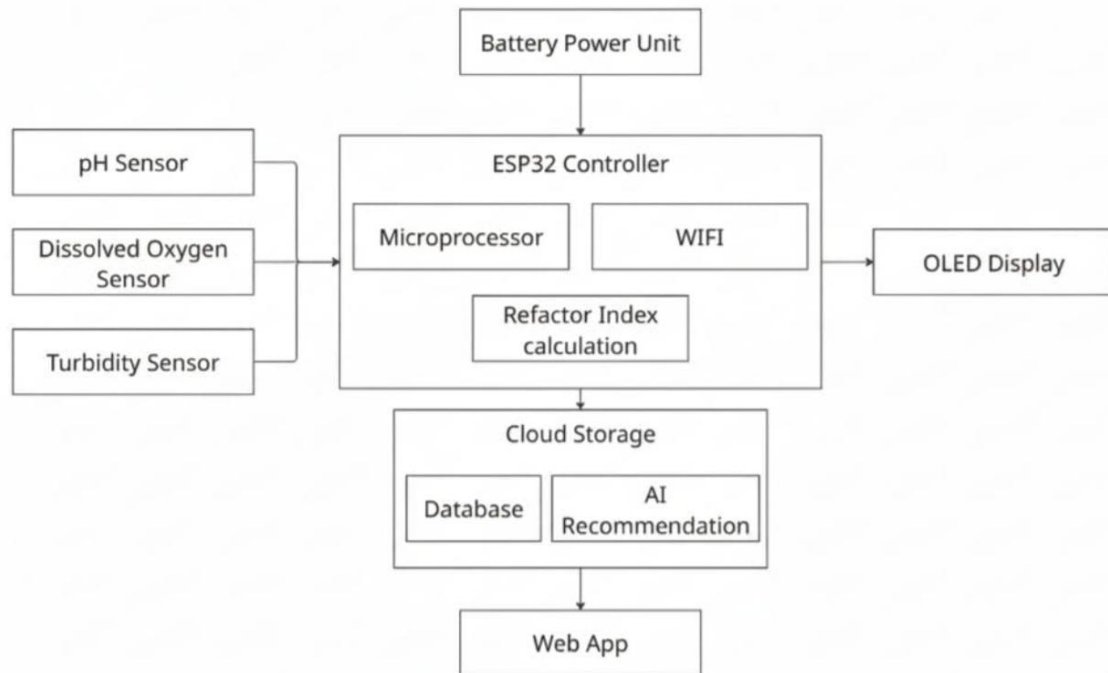 Battery Power Unit
pH Sensor
Dissolved Oxygen
Sensor
Turbidity Sensor
ESP32 Controller
Microprocessor
WIFI
Refactor Index
calculation
OLED Display
Cloud Storage
Database
AI
Recommendation
Web App